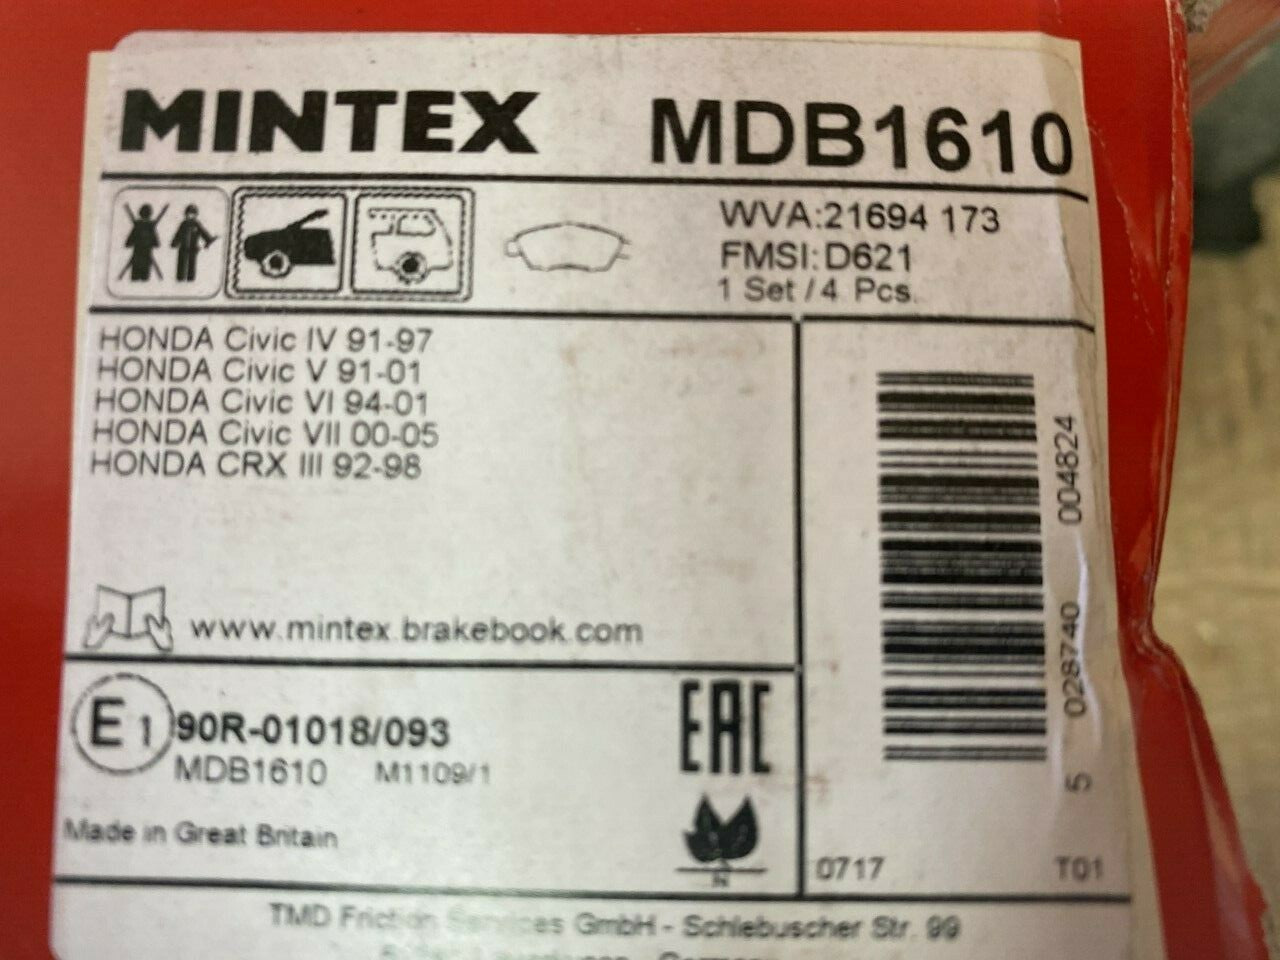 MINTEX MDB1610
WVA:21694 173
FMSI:D621
1 Set / 4 Pcs.
HONDA Civic IV 91-97
HONDA Civic V 91-01
HONDA Civic VI 94-01
HONDA Civic VII 00-05
HONDA CRX III 92-98
www.mintex.brakebook.com
5 028740 004824
E1 90R-01018/093
MDB1610 M1109/1
EAC
Made in Great Britain
N
0717 T01
TMD Friction Services GmbH - Schlebuscher Str. 99